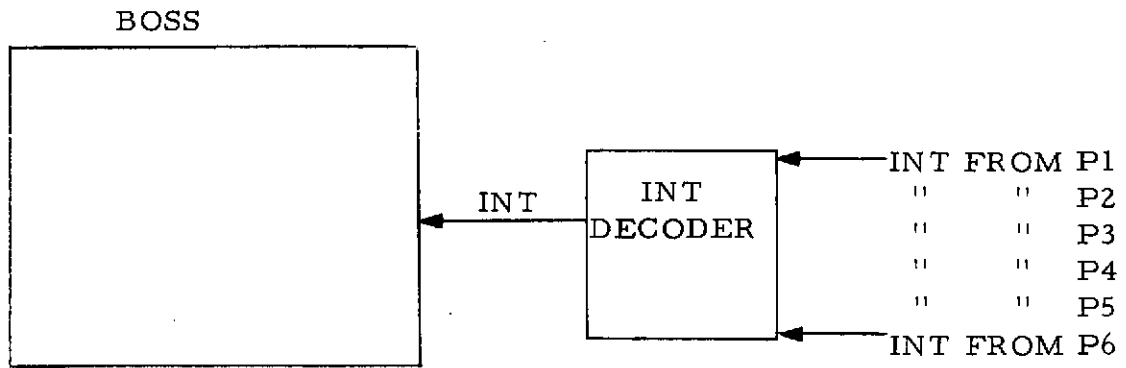 BOSS
INT FROM P1
INT
" " P2
INT
DECODER
" " P3
" " P4
" " P5
INT FROM P6